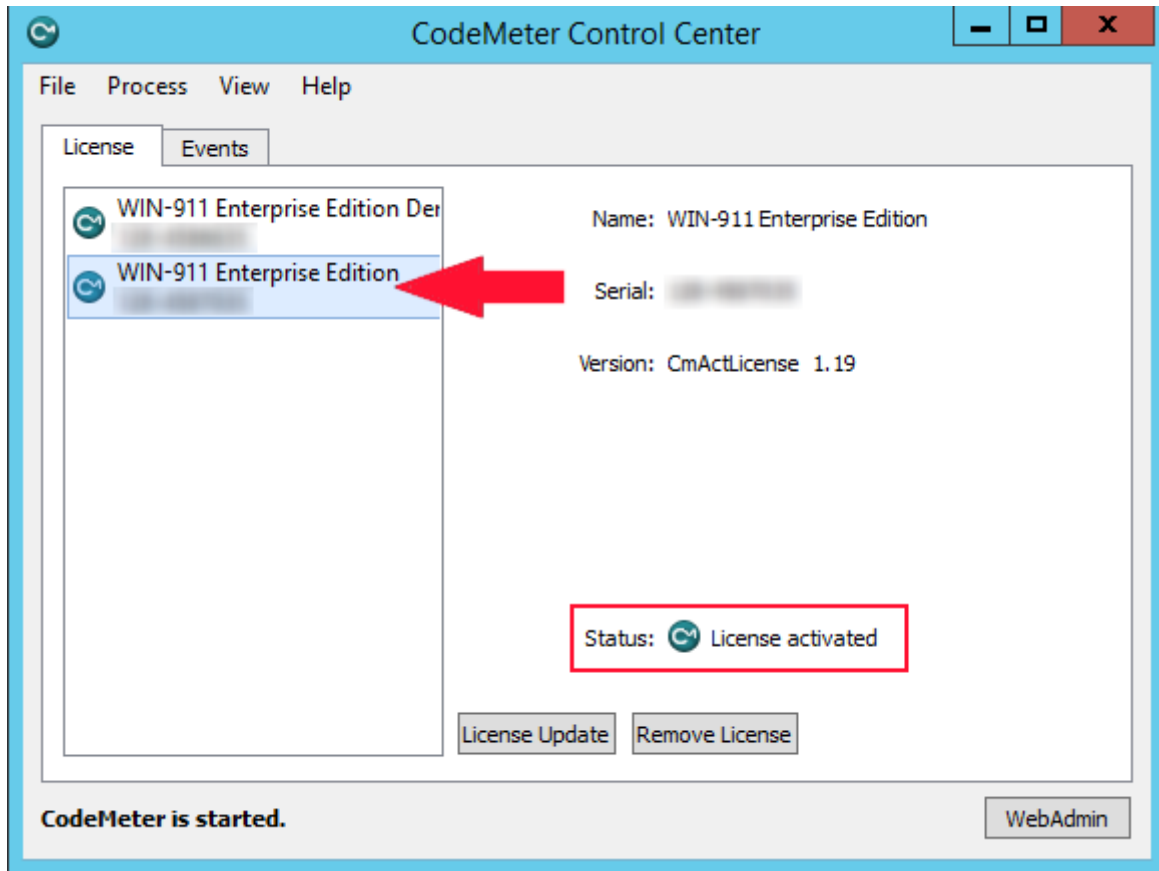 CodeMeter Control Center
File Process View Help
License Events
WIN-911 Enterprise Edition
WIN-911 Enterprise Edition
Name: WIN-911 Enterprise Edition
Serial:
Version: CmActLicense 1.19
Status: License activated
License Update Remove License
CodeMeter is started.
WebAdmin